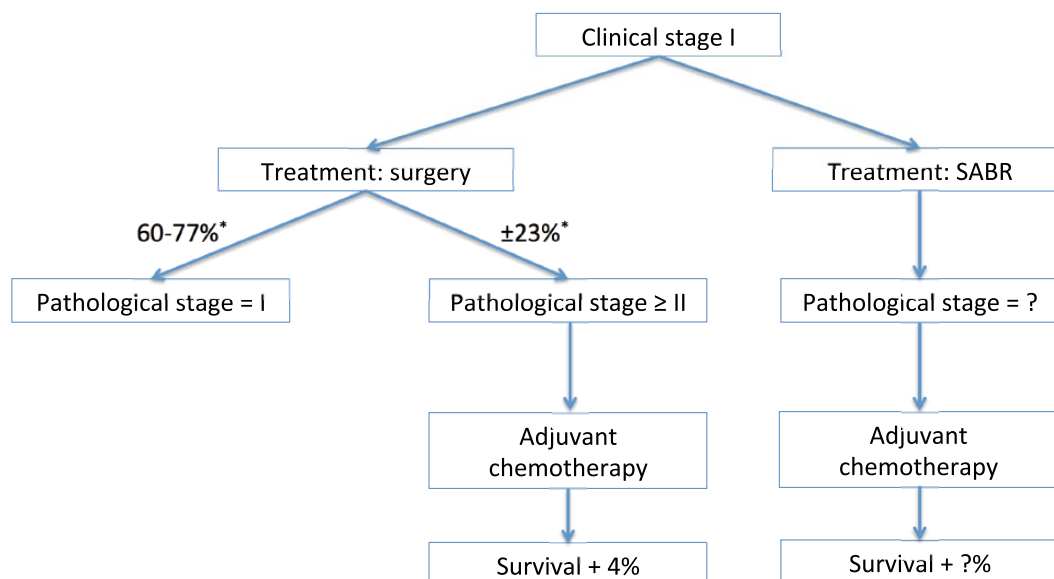 Clinical stage I
Treatment: surgery
Treatment: SABR
60-77%*
±23%*
Pathological stage = I
Pathological stage ≥ II
Pathological stage = ?
Adjuvant
chemotherapy
Adjuvant
chemotherapy
Survival + 4%
Survival + ?%